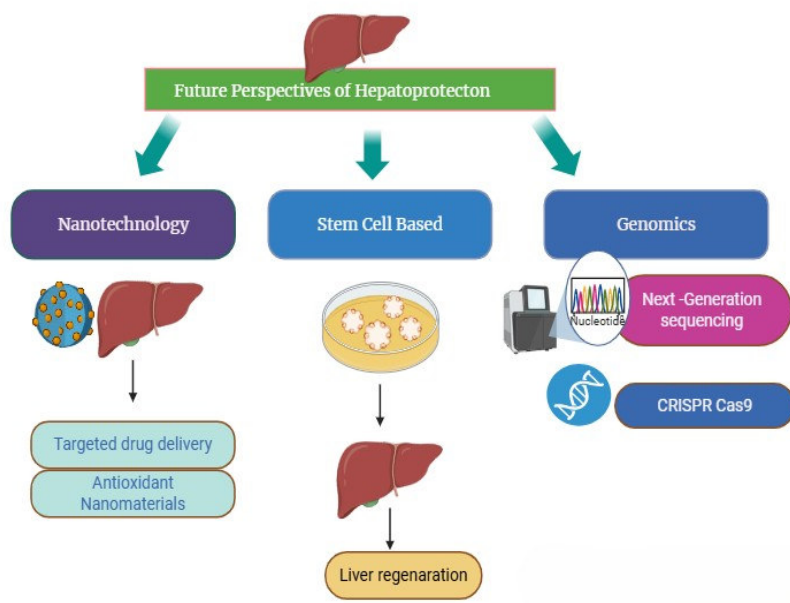 Future Perspectives of Hepatoprotecton
Nanotechnology
Stem Cell Based
Genomics
Nucleotide
Next -Generation
sequencing
CRISPR Cas9
Targeted drug delivery
Antioxidant
Nanomaterials
Liver regenaration